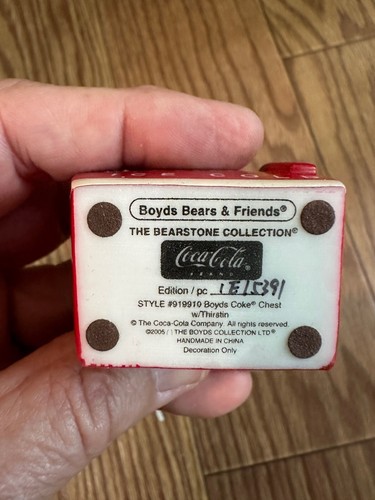 Boyds Bears & Friends®
THE BEARSTONE COLLECTION®
Coca-Cola®
BRAND
Edition / pc 1E/5391
STYLE #919910 Boyds Coke® Chest
w/Thirstin
© The Coca-Cola Company. All rights reserved.
©2005 / THE BOYDS COLLECTION LTD®
HANDMADE IN CHINA
Decoration Only